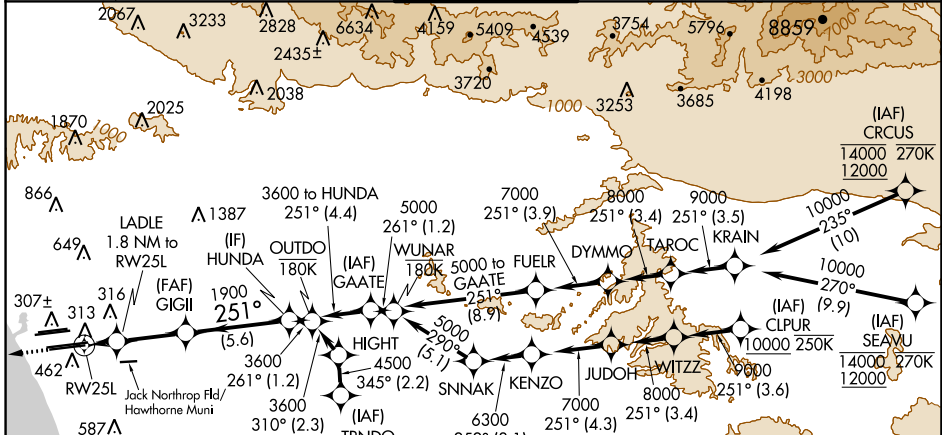 2067
3233
2828
2435±
6634
4159
5409
4539
3754
5796
8859
3720
3000
2038
1000
3253
3685
4198
1870
1000
2025
(IAF)
CRCUS
14000 270K
12000
866
649
307±
313
316
462
587
1387
LADLE
1.8 NM to
RW25L
(FAF)
GIGII
(IF)
HUNDA
OUTDO
180K
3600 to HUNDA
251° (4.4)
(IAF)
GAATE
5000
261° (1.2)
WUNAR
180K
5000 to
GAATE
251°
(8.9)
FUELR
7000
251° (3.9)
DYMMO
8000
251° (3.4)
TAROC
9000
251° (3.5)
KRAIN
10000
235°
(10)
10000
270°
(9.9)
(IAF)
SEAVU
14000 270K
12000
(IAF)
CLPUR
10000 250K
1900
251°
(5.6)
3600
261° (1.2)
3600
310° (2.3)
HIGHT
4500
345° (2.2)
(IAF)
5000
290°
(5.1)
SNNAK
KENZO
JUDOH
WITZZ
9000
251° (3.6)
8000
251° (3.4)
7000
251° (4.3)
6300
RW25L
Jack Northrop Fld/
Hawthorne Muni